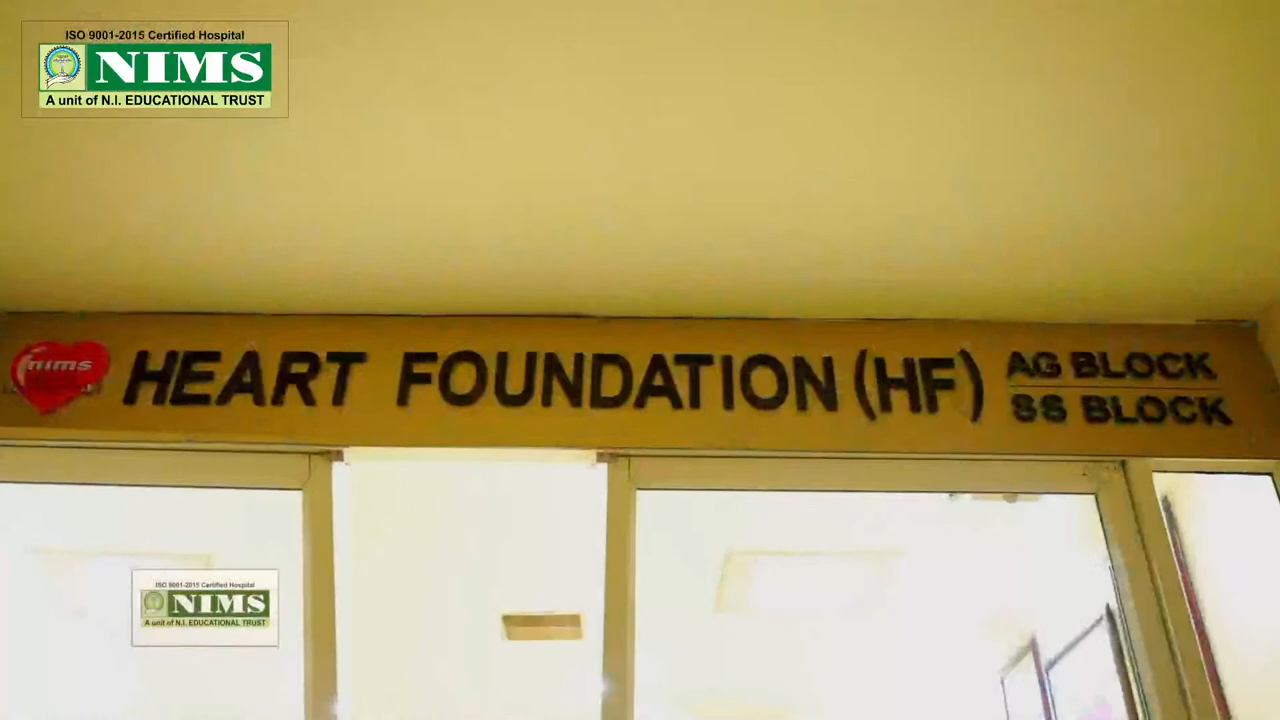 ISO 9001-2015 Certified Hospital
NIMS
A unit of N.I. EDUCATIONAL TRUST
nims
HEART FOUNDATION (HF)
AG BLOCK
SS BLOCK
ISO 9001-2015 Certified Hospital
NIMS
A unit of N.I. EDUCATIONAL TRUST